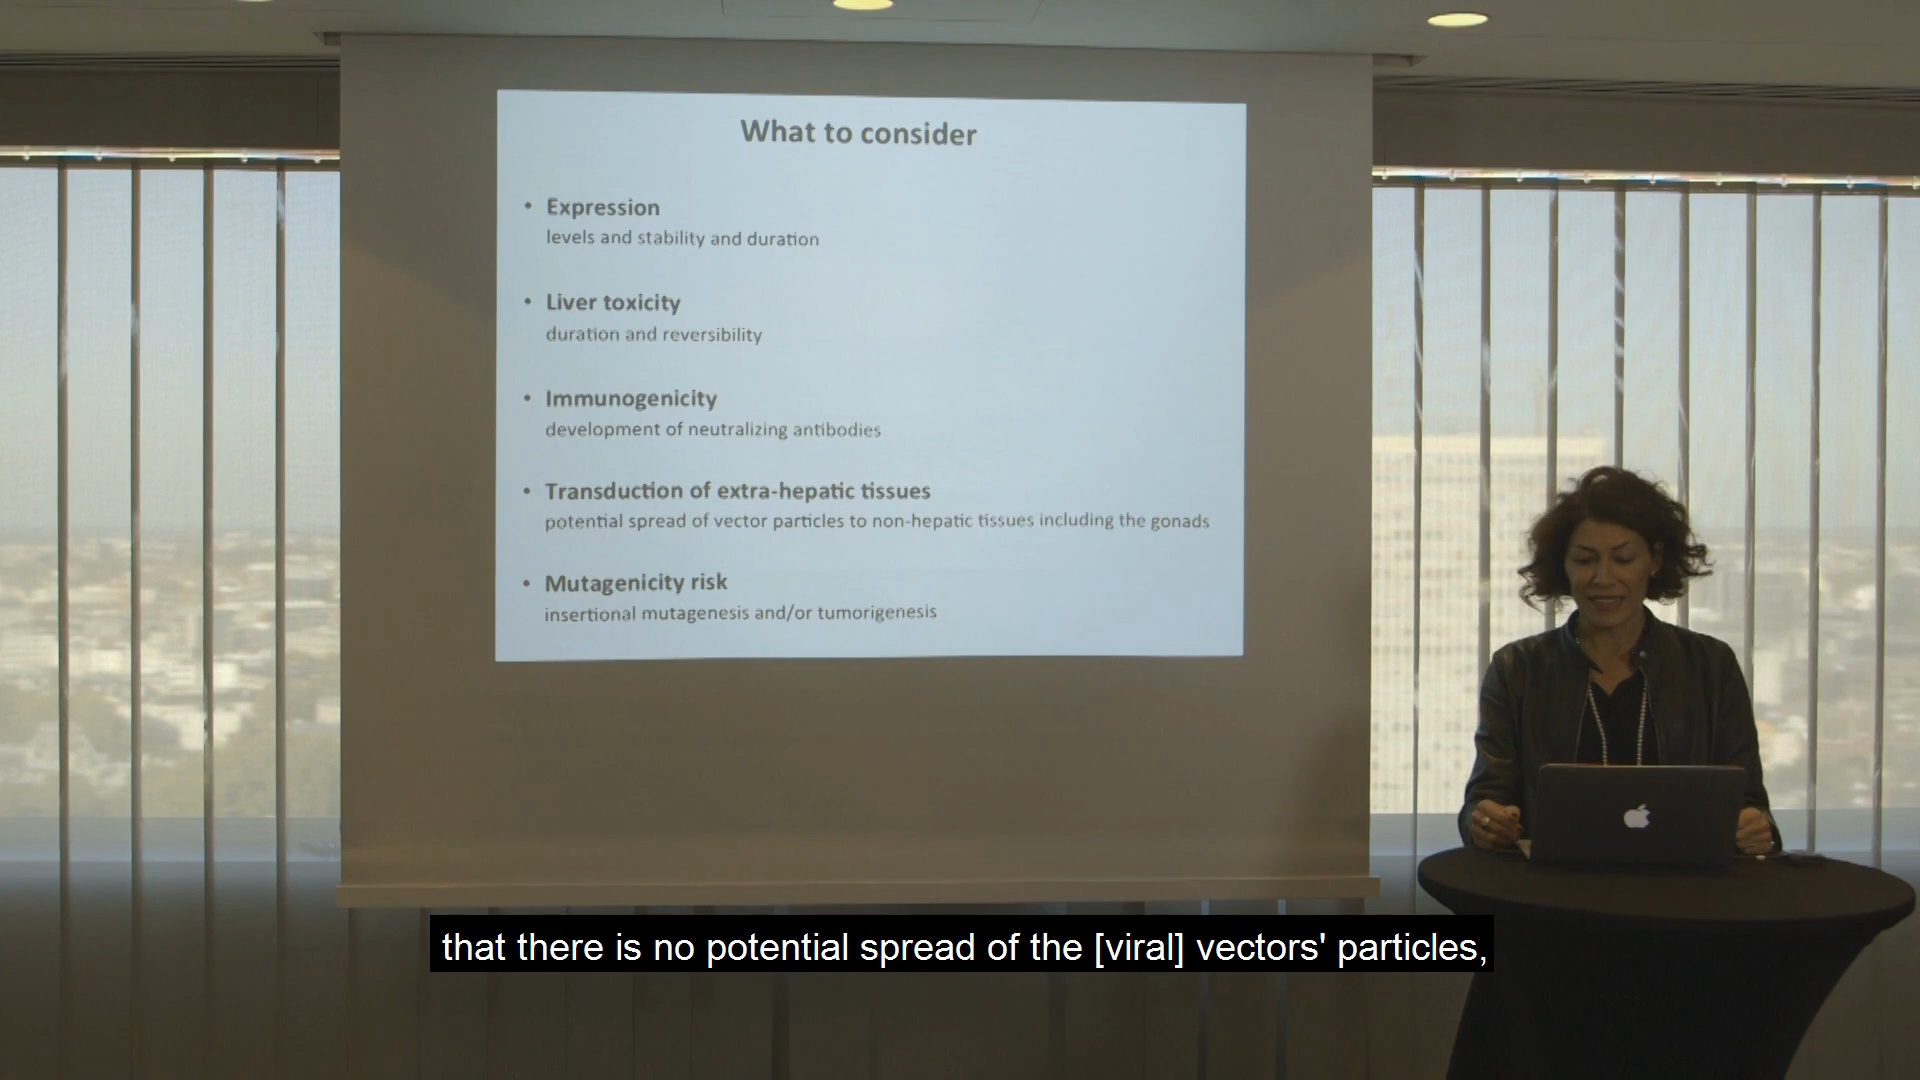 What to consider
• Expression
levels and stability and duration
• Liver toxicity
duration and reversibility
• Immunogenicity
development of neutralizing antibodies
• Transduction of extra-hepatic tissues
potential spread of vector particles to non-hepatic tissues including the gonads
• Mutagenicity risk
insertional mutagenesis and/or tumorigenesis
that there is no potential spread of the [viral] vectors' particles,